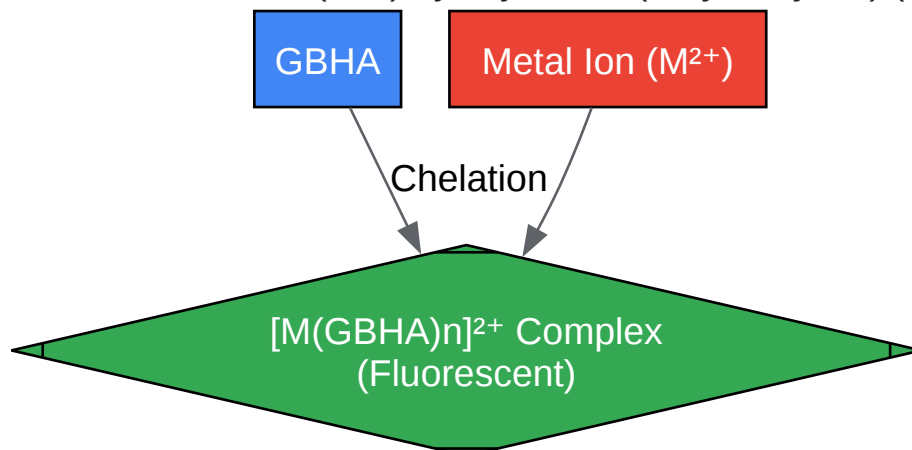 GBHA
Metal Ion (M²⁺)
Chelation
[M(GBHA)n]²⁺ Complex
(Fluorescent)